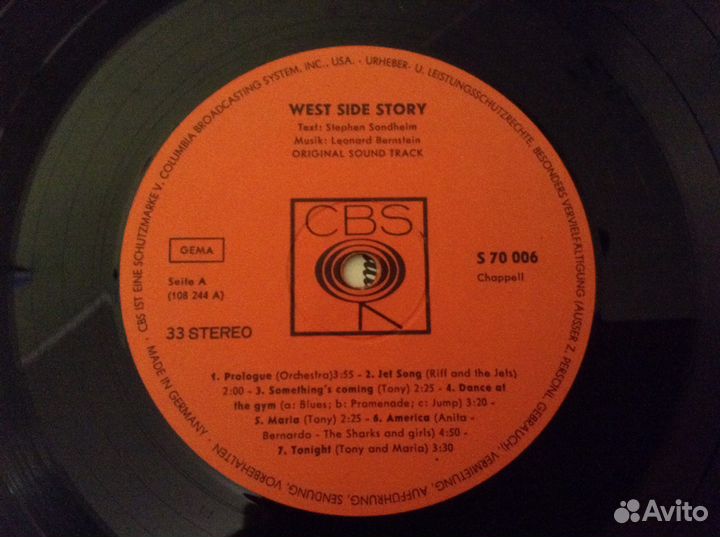 WEST SIDE STORY
Text: Stephen Sondheim
Musik: Leonard Bernstein
ORIGINAL SOUND TRACK
CBS
GEMA
Seite A
(108 244 A)
33 STEREO
S 70 006
Chappell
1. Prologue (Orchestra)3:55 - 2. Jet Song (Riff and the Jets)
2:00 - 3. Something's coming (Tony) 2:25 - 4. Dance at
the gym (a: Blues; b: Promenade; c: Jump) 3:20 -
5. Maria (Tony) 2:25 - 6. America (Anita -
Bernardo - The Sharks and girls) 4:50 -
7. Tonight (Tony and Maria) 3:30
· CBS IST EINE SCHUTZMARKE V. COLUMBIA BROADCASTING SYSTEM, INC., USA. · URHEBER- U. LEISTUNGSSCHUTZRECHTE, BESONDERS VERVIELFÄLTIGUNG (AUSSER Z. PERSÖNL. GEBRAUCH), VERMIETUNG, AUFFÜHRUNG, SENDUNG, VORBEHALTEN · MADE IN GERMANY
Avito